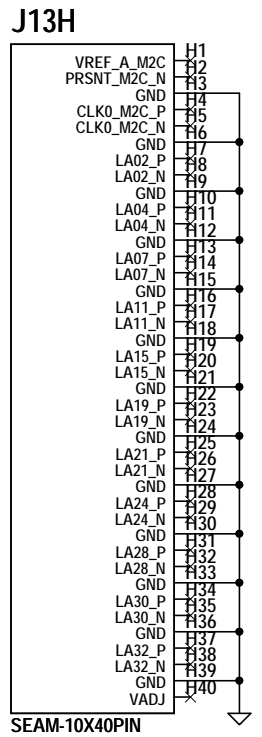 J13H
VREF_A_M2C H1
PRSNT_M2C_N H2
GND H3
CLK0_M2C_P H4
CLK0_M2C_N H5
GND H6
LA02_P H7
LA02_N H8
GND H9
LA04_P H10
LA04_N H11
GND H12
LA07_P H13
LA07_N H14
GND H15
LA11_P H16
LA11_N H17
GND H18
LA15_P H19
LA15_N H20
GND H21
LA19_P H22
LA19_N H23
GND H24
LA21_P H25
LA21_N H26
GND H27
LA24_P H28
LA24_N H29
GND H30
LA28_P H31
LA28_N H32
GND H33
LA30_P H34
LA30_N H35
GND H36
LA32_P H37
LA32_N H38
GND H39
VADJ H40
SEAM-10X40PIN